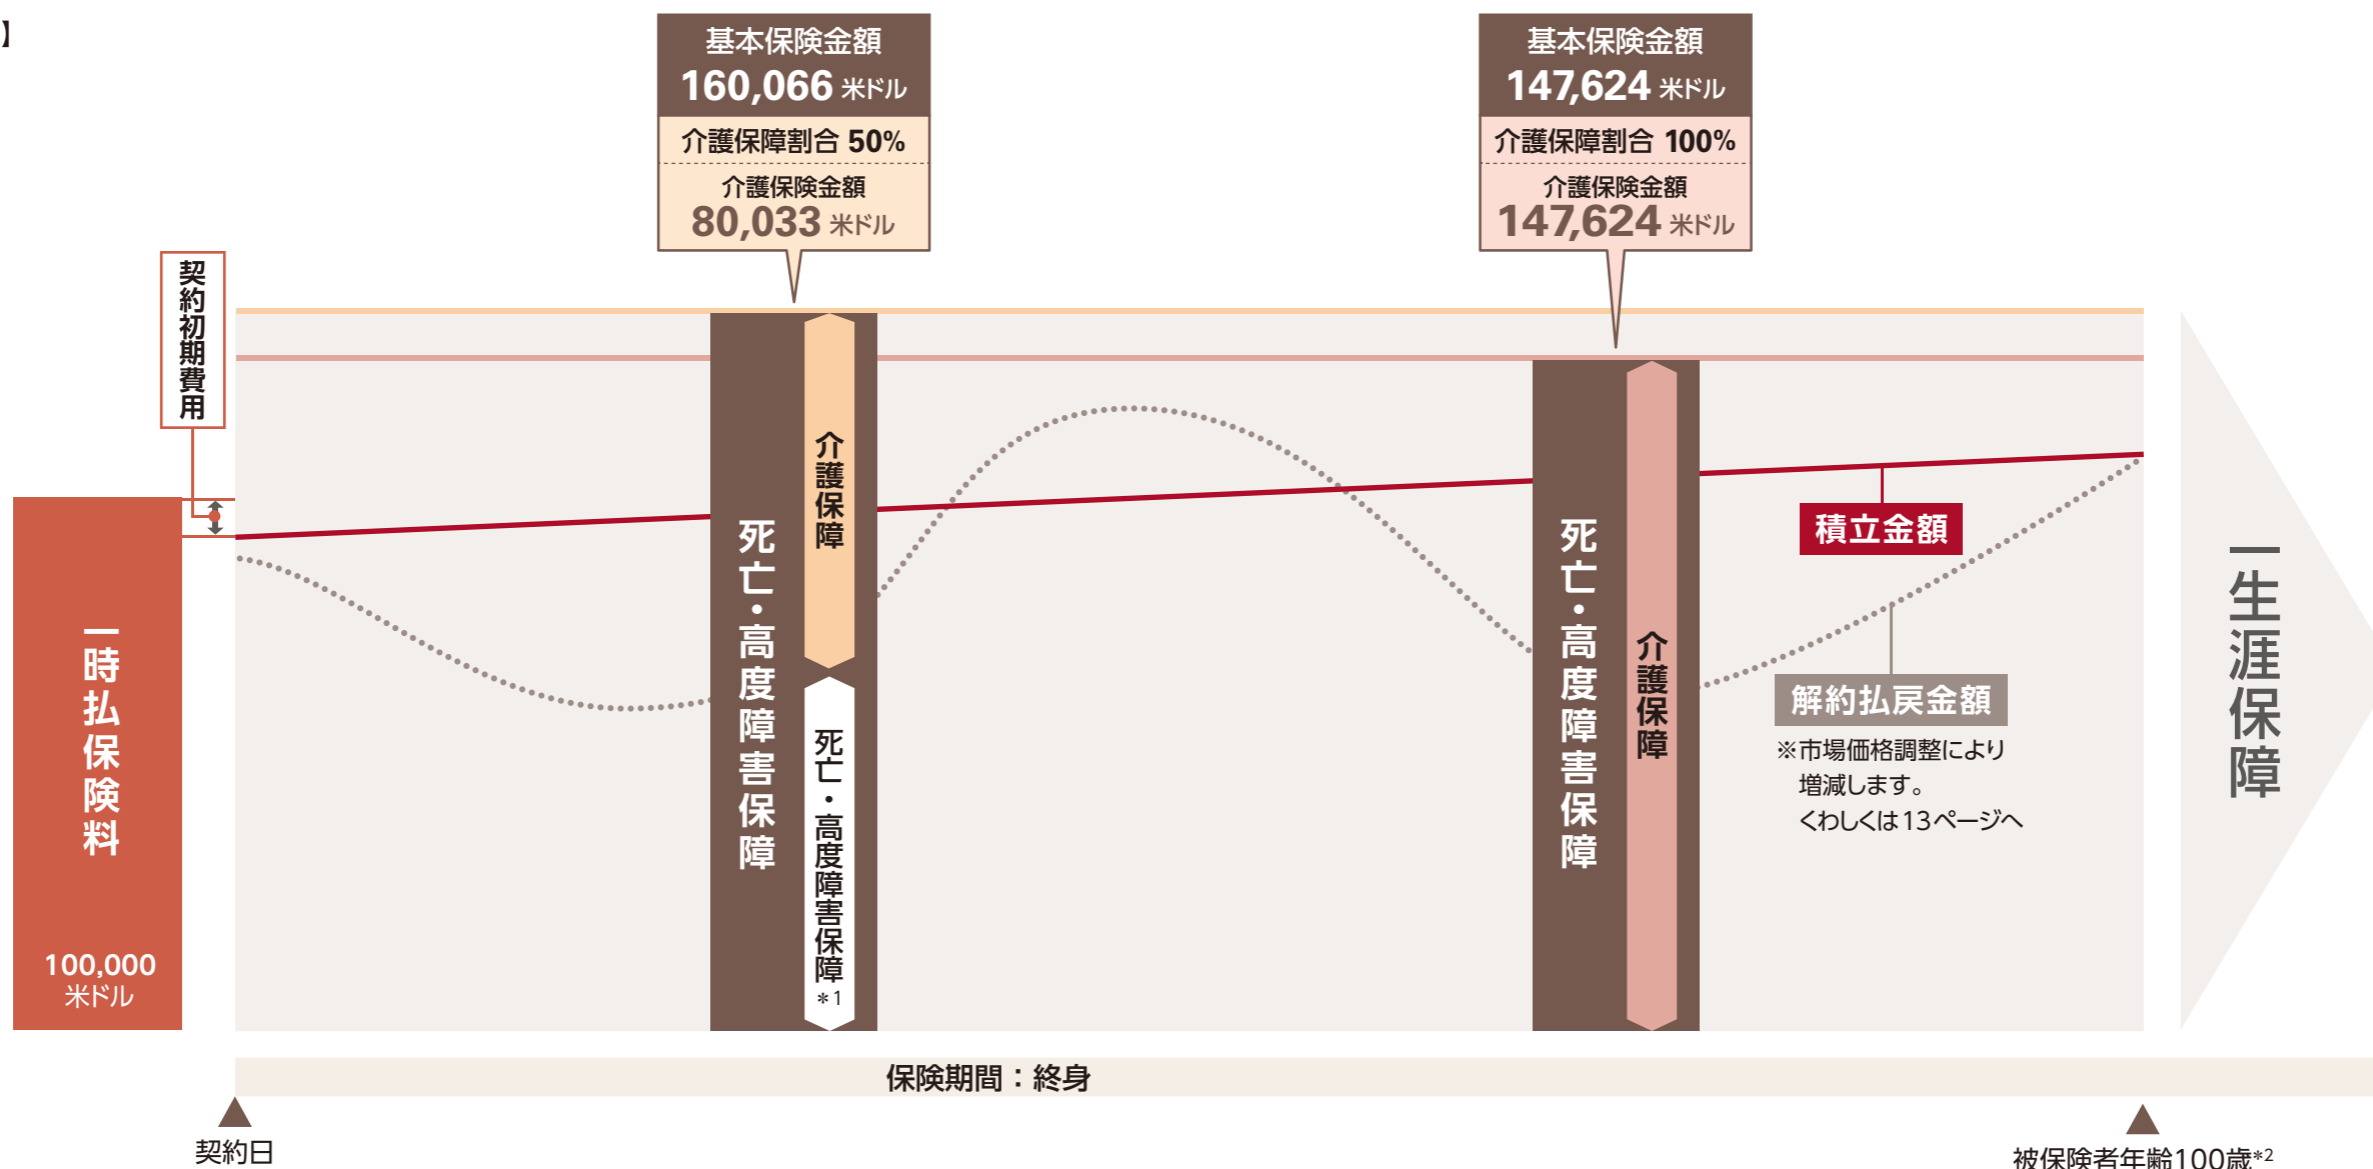 】
基本保険金額
160,066 米ドル
介護保障割合 50%
介護保険金額
80,033 米ドル
基本保険金額
147,624 米ドル
介護保障割合 100%
介護保険金額
147,624 米ドル
契約初期費用
一時払保険料
100,000
米ドル
死亡・高度障害保障
介護保障
死亡・高度障害保障
*1
死亡・高度障害保障
介護保障
積立金額
解約払戻金額
※市場価格調整により
増減します。
くわしくは13ページへ
一生涯保障
保険期間：終身
契約日
被保険者年齢100歳*2